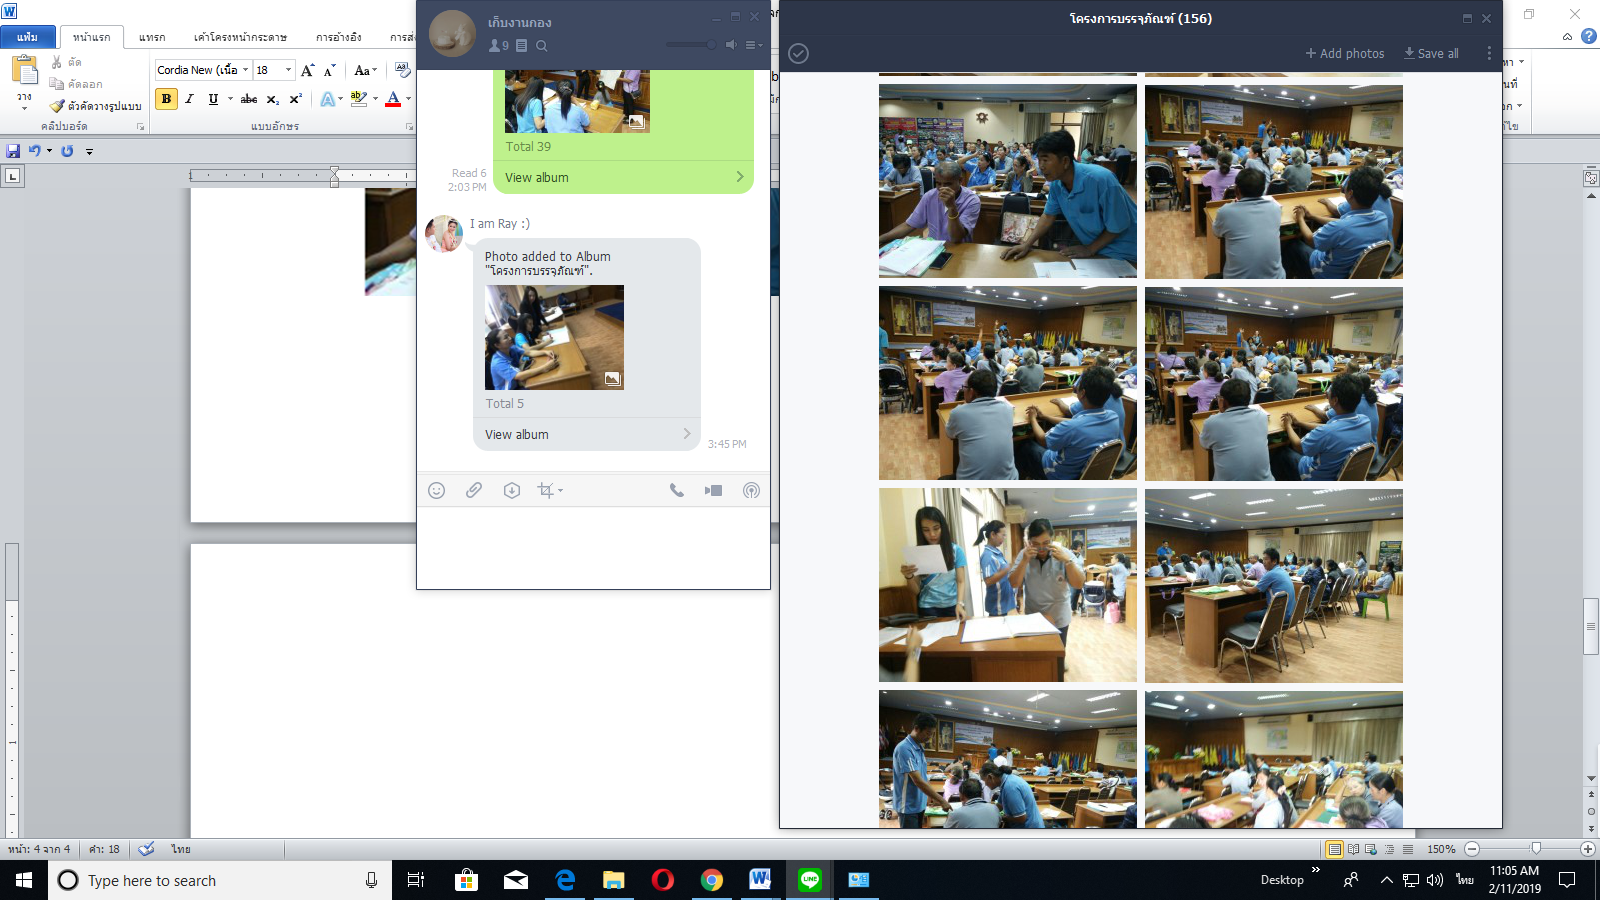 แฟ้ม
หน้าแรก
แทรก
เค้าโครงหน้ากระดาษ
การอ้างอิง
การส่ง
วาง
ตัด
คัดลอก
ตัวคัดวางรูปแบบ
คลิปบอร์ด
Cordia New (เนื้อ
18
Aa
B I U abc x₂ x²
แบบอักษร
เก็บงานกอง
9
Total 39
View album
Read 6
2:03 PM
I am Ray :)
Photo added to Album
"โครงการบรรจุภัณฑ์".
Total 5
View album
3:45 PM
โครงการบรรจุภัณฑ์ (156)
+ Add photos
Save all
หน้า: 4 จาก 4
คำ: 18
ไทย
150%
Type here to search
Desktop
ไทย
11:05 AM
2/11/2019